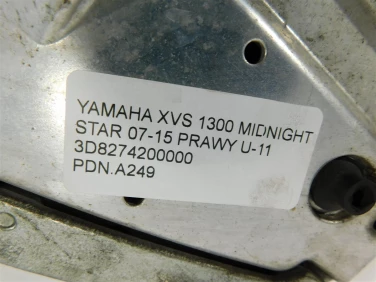 YAMAHA XVS 1300 MIDNIGHT
STAR 07-15 PRAWY U-11
3D8274200000
PDN.A249